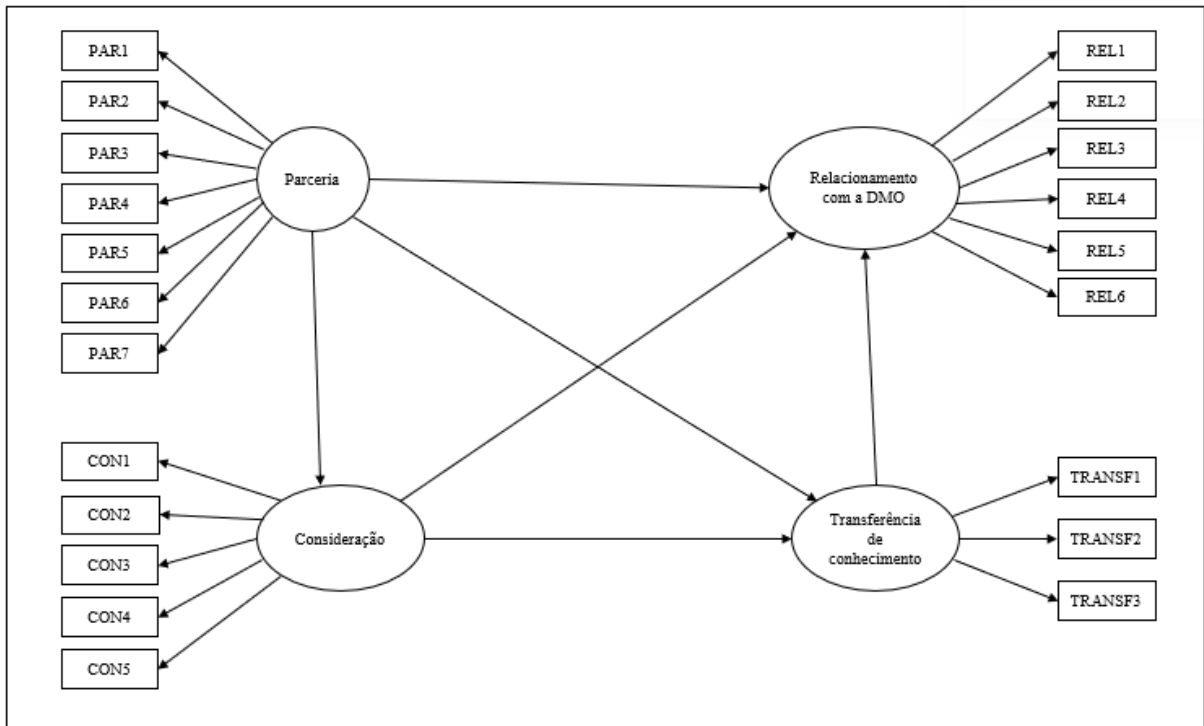 PAR1
PAR2
PAR3
PAR4
PAR5
PAR6
PAR7
Parceria
Relacionamento
com a DMO
REL1
REL2
REL3
REL4
REL5
REL6
CON1
CON2
CON3
CON4
CON5
Consideração
Transferência
de
conhecimento
TRANSF1
TRANSF2
TRANSF3